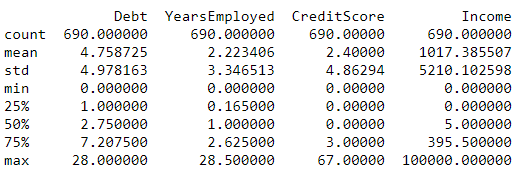 Debt YearsEmployed CreditScore Income
count 690.000000 690.000000 690.00000 690.000000
mean 4.758725 2.223406 2.40000 1017.385507
std 4.978163 3.346513 4.86294 5210.102598
min 0.000000 0.000000 0.00000 0.000000
25% 1.000000 0.165000 0.00000 0.000000
50% 2.750000 1.000000 0.00000 5.000000
75% 7.207500 2.625000 3.00000 395.500000
max 28.000000 28.500000 67.00000 100000.000000